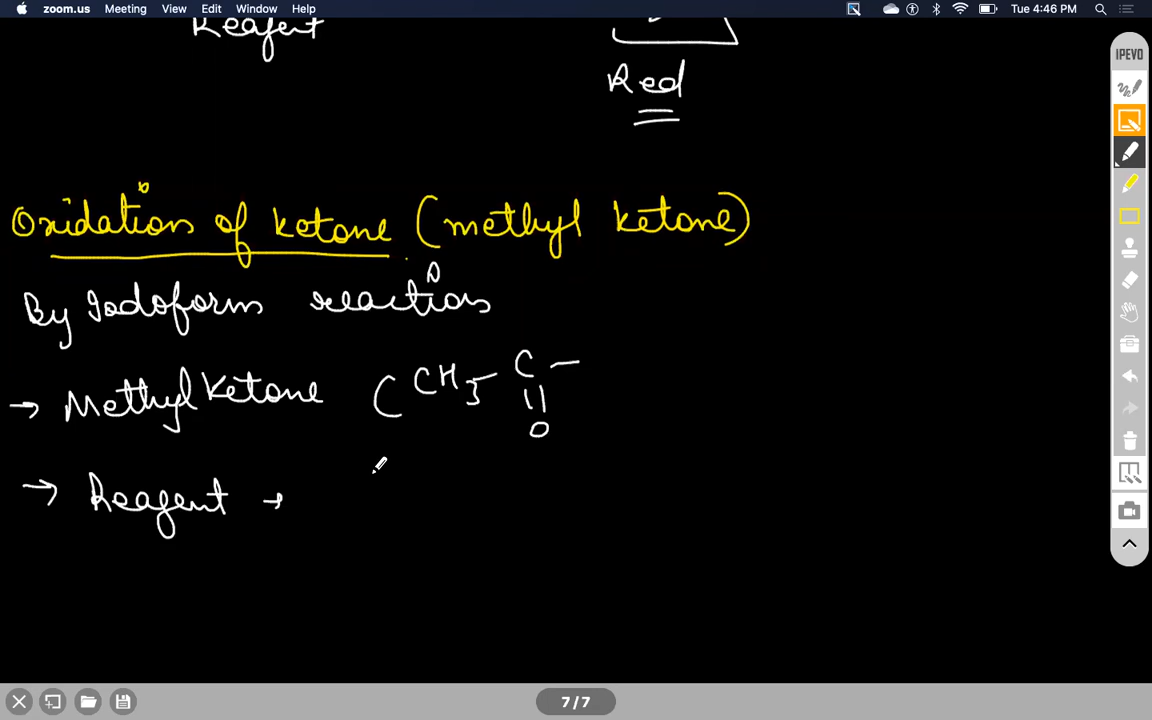 zoom.us Meeting View Edit Window Help Tue 4:46 PM
IPEVO
Reagent
Red
Oxidation of ketone (methyl ketone)
By Iodoform reaction
→ Methyl ketone ( CH3 - C -
||
O
→ Reagent →
7/7